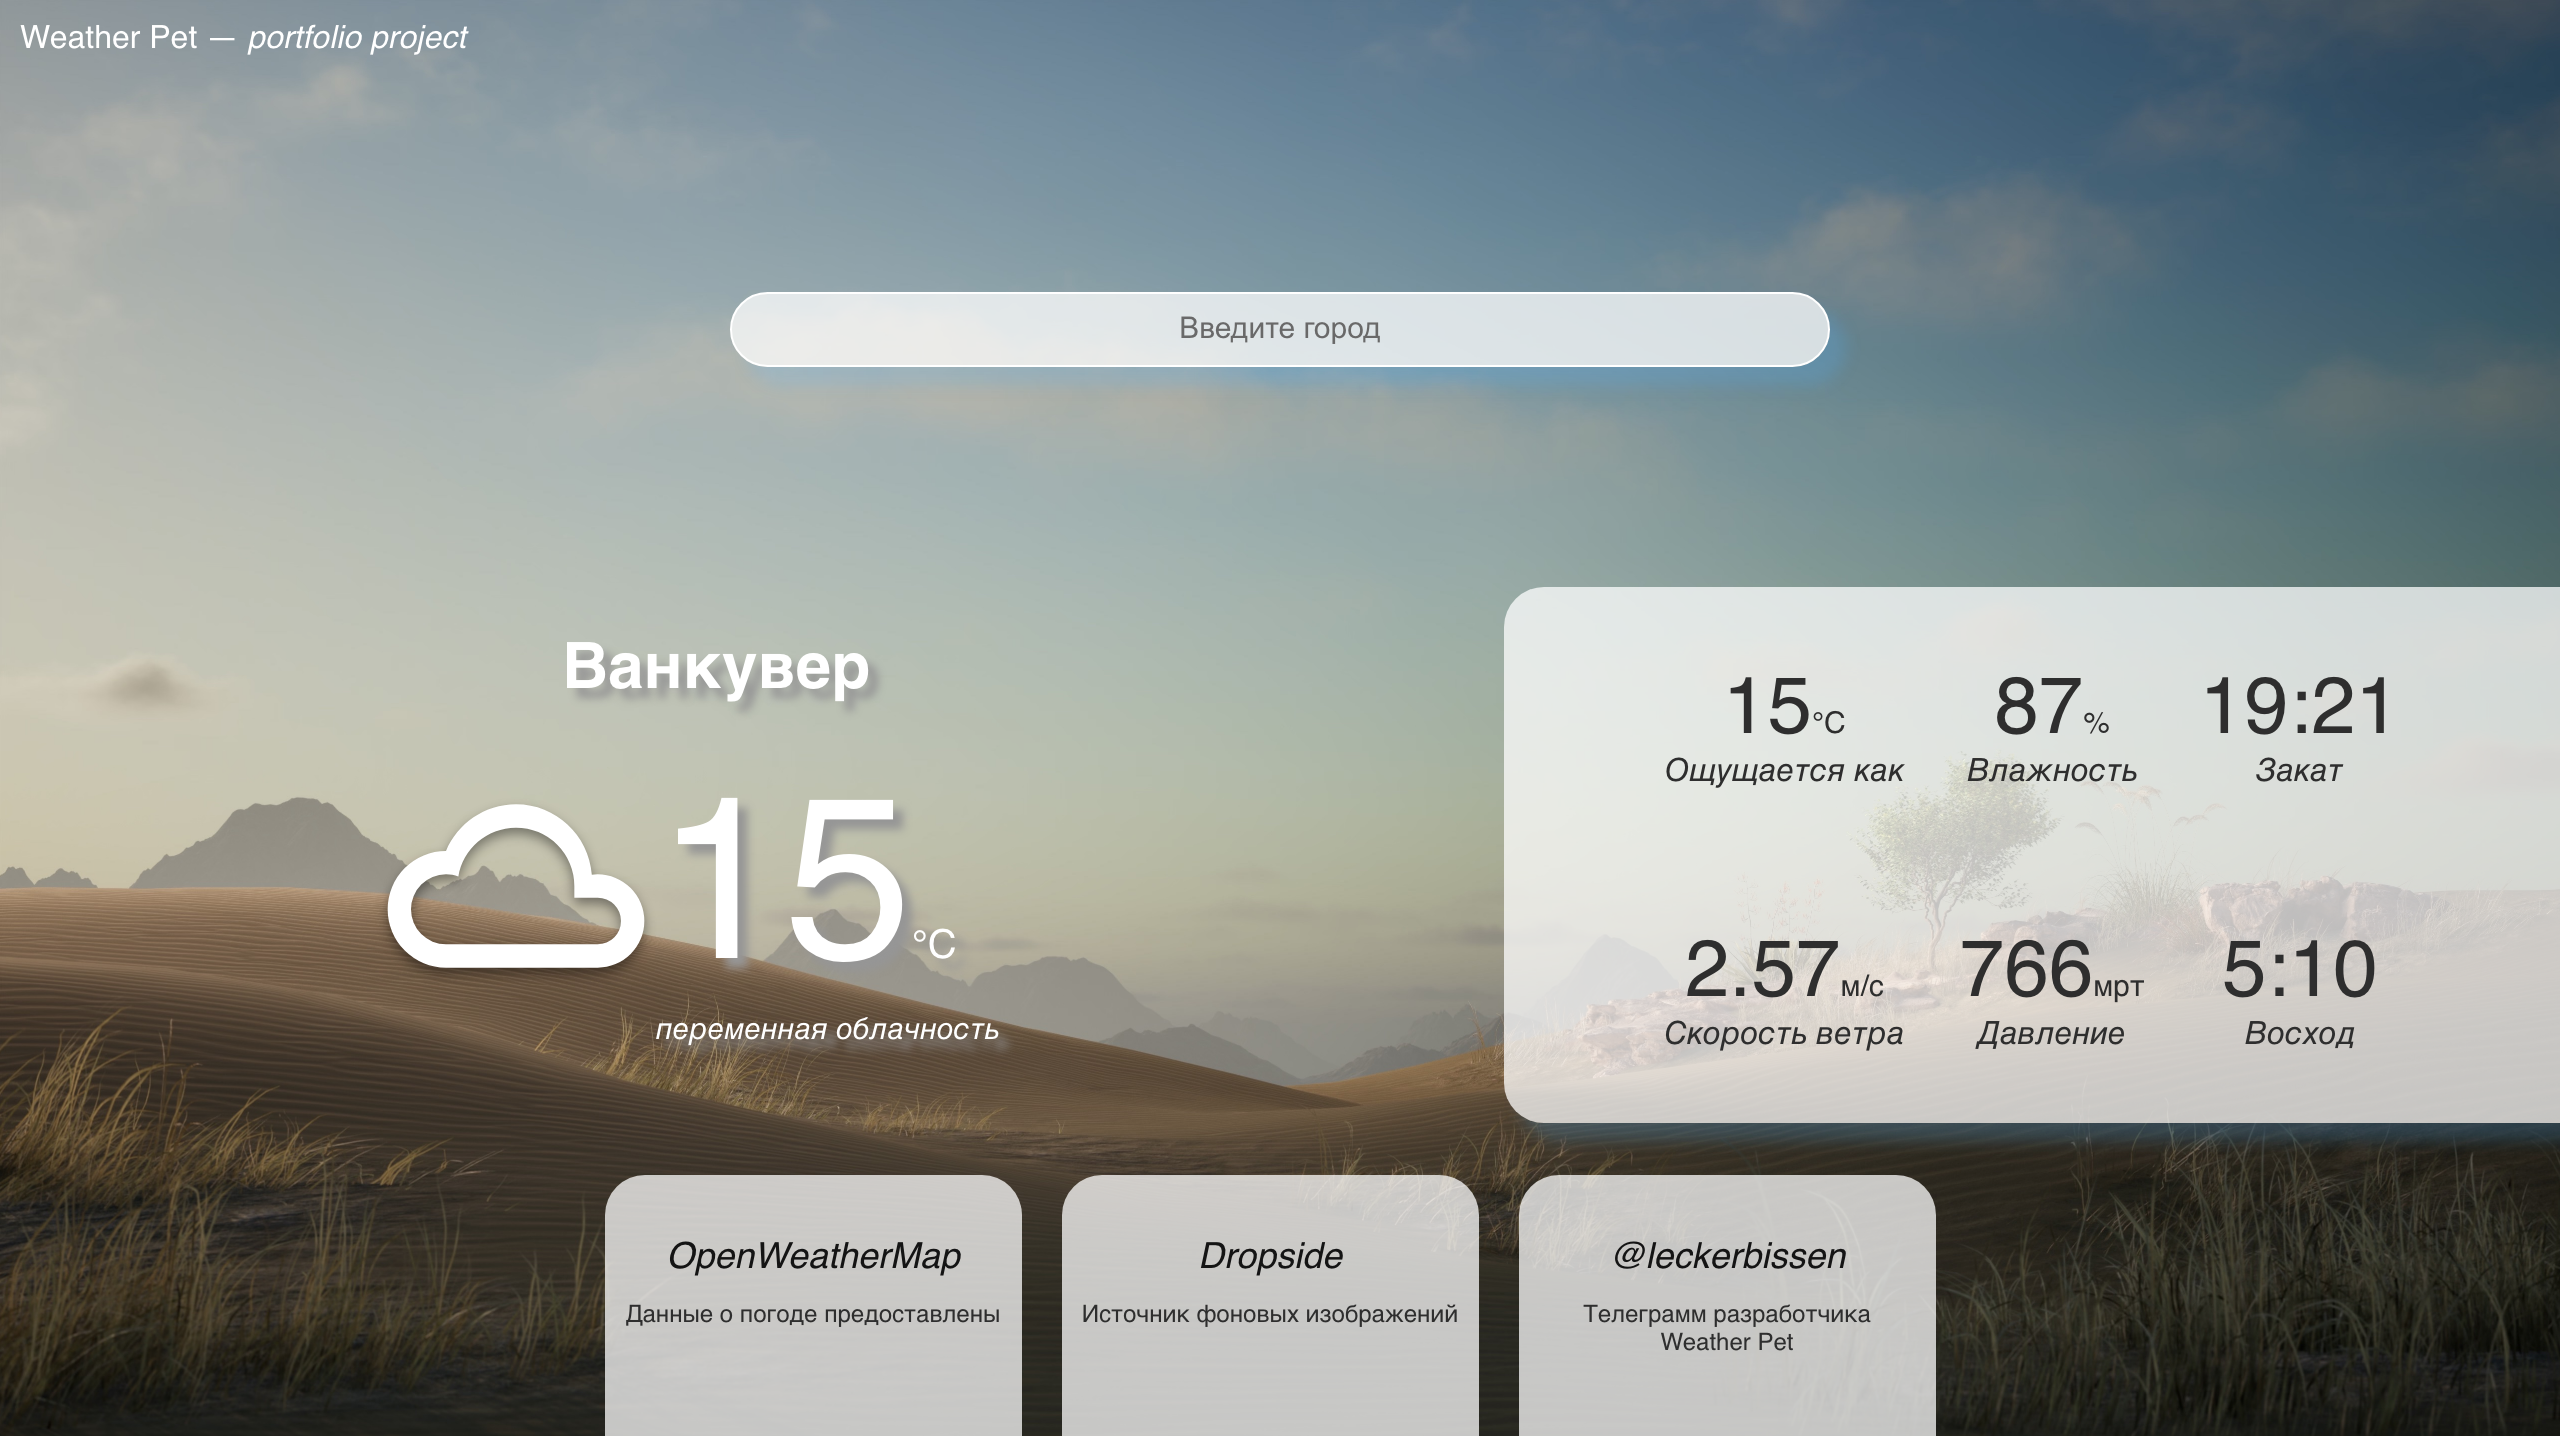 Weather Pet — portfolio project
Введите город
Ванкувер
15°C
переменная облачность
15°C 87% 19:21
Ощущается как Влажность Закат
2.57м/с 766мрт 5:10
Скорость ветра Давление Восход
OpenWeatherMap
Данные о погоде предоставлены
Dropside
Источник фоновых изображений
@leckerbissen
Телеграмм разработчика
Weather Pet